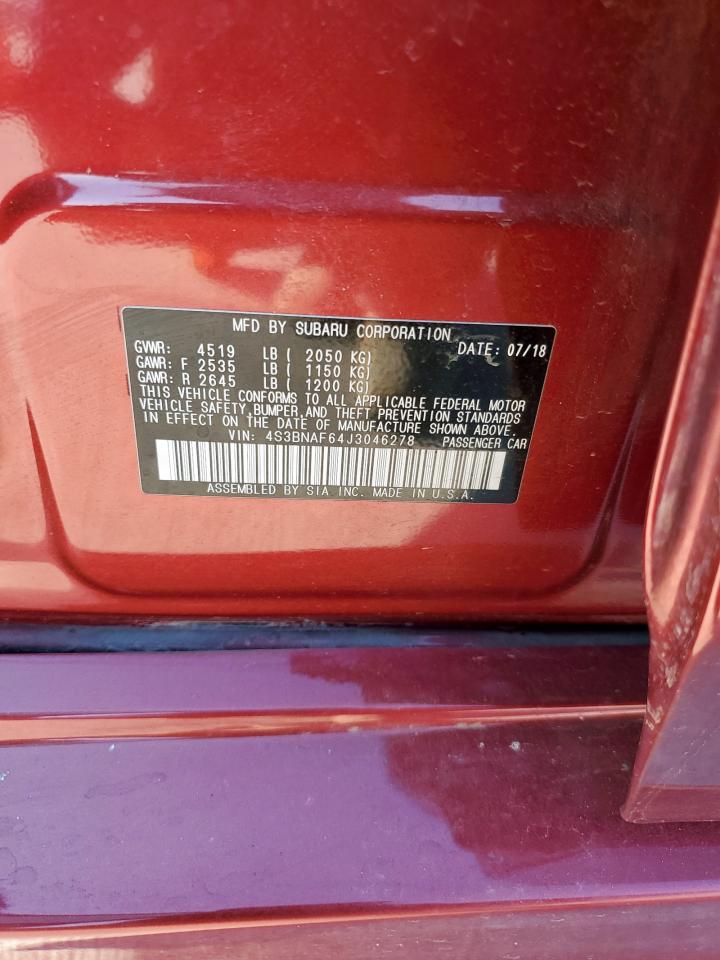 MFD BY SUBARU CORPORATION DATE: 07/18
GVWR: 4519 LB ( 2050 KG)
GAWR: F 2535 LB ( 1150 KG)
GAWR: R 2645 LB ( 1200 KG)
THIS VEHICLE CONFORMS TO ALL APPLICABLE FEDERAL MOTOR
VEHICLE SAFETY, BUMPER, AND THEFT PREVENTION STANDARDS
IN EFFECT ON THE DATE OF MANUFACTURE SHOWN ABOVE.
VIN: 4S3BNAF64J3046278 PASSENGER CAR
ASSEMBLED BY SIA INC. MADE IN U.S.A.